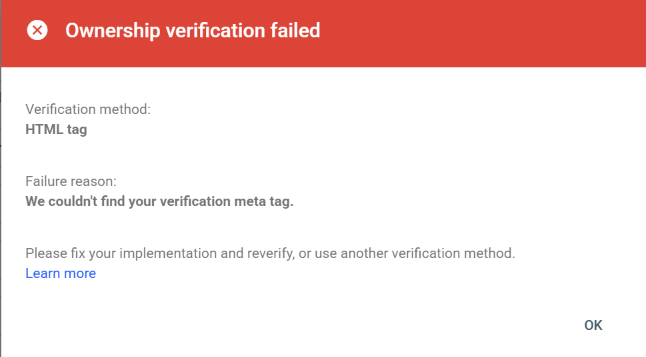 Ownership verification failed
Verification method:
HTML tag
Failure reason:
We couldn't find your verification meta tag.
Please fix your implementation and reverify, or use another verification method.
Learn more
OK